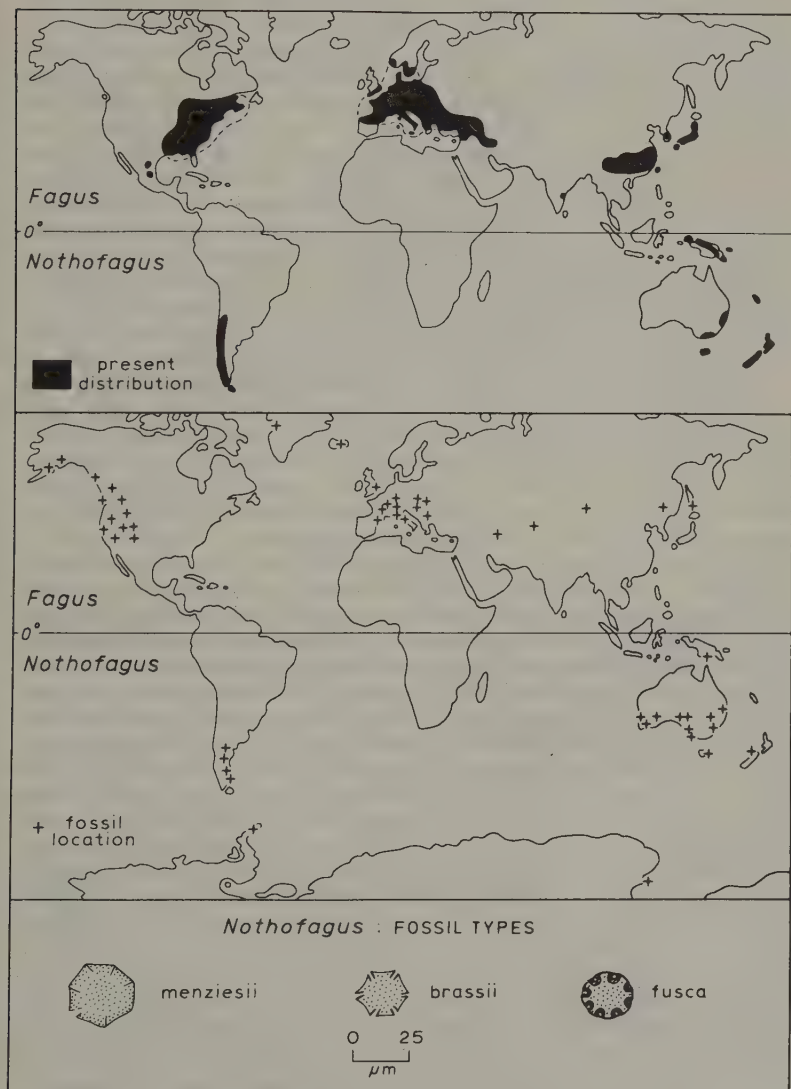 Fagus
0°
Nothofagus
present
distribution
Fagus
0°
Nothofagus
+ fossil
location
Nothofagus : FOSSIL TYPES
menziesii
brassii
fusca
0 25
µm